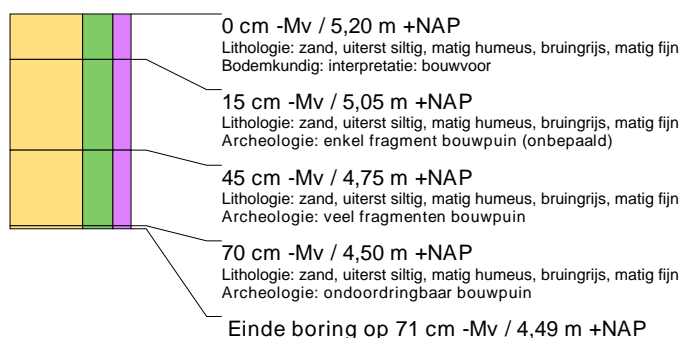 0 cm -Mv / 5,20 m +NAP
Lithologie: zand, uiterst siltig, matig humeus, bruingrijs, matig fijn
Bodemkundig: interpretatie: bouwvoor
15 cm -Mv / 5,05 m +NAP
Lithologie: zand, uiterst siltig, matig humeus, bruingrijs, matig fijn
Archeologie: enkel fragment bouwpuin (onbepaald)
45 cm -Mv / 4,75 m +NAP
Lithologie: zand, uiterst siltig, matig humeus, bruingrijs, matig fijn
Archeologie: veel fragmenten bouwpuin
70 cm -Mv / 4,50 m +NAP
Lithologie: zand, uiterst siltig, matig humeus, bruingrijs, matig fijn
Archeologie: ondoordringbaar bouwpuin
Einde boring op 71 cm -Mv / 4,49 m +NAP